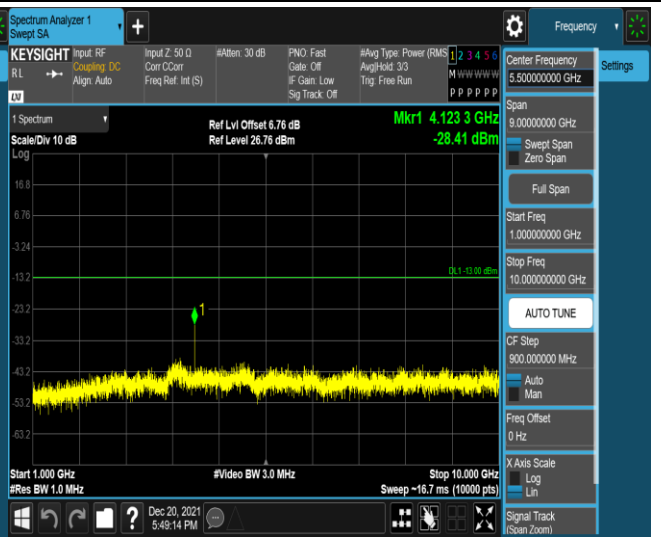 Spectrum Analyzer 1
Swept SA
Frequency
KEYSIGHT
RL
LXI
Input: RF
Coupling: DC
Align: Auto
Input Z: 50 Ω
Corr CCorr
Freq Ref: Int (S)
#Atten: 30 dB
PNO: Fast
Gate: Off
IF Gain: Low
Sig Track: Off
#Avg Type: Power (RMS
Avg|Hold: 3/3
Trig: Free Run
1 2 3 4 5 6
M W W W W W
P P P P P P
Settings
1 Spectrum
Scale/Div 10 dB
Log
Ref Lvl Offset 6.76 dB
Ref Level 26.76 dBm
Mkr1 4.123 3 GHz
-28.41 dBm
16.8
6.76
-3.24
-13.2
-23.2
-33.2
-43.2
-53.2
-63.2
DL1 -13.00 dBm
1
Start 1.000 GHz
#Res BW 1.0 MHz
#Video BW 3.0 MHz
Stop 10.000 GHz
Sweep ~16.7 ms (10000 pts)
Dec 20, 2021
5:49:14 PM
Center Frequency
5.500000000 GHz
Span
9.00000000 GHz
Swept Span
Zero Span
Full Span
Start Freq
1.000000000 GHz
Stop Freq
10.000000000 GHz
AUTO TUNE
CF Step
900.000000 MHz
Auto
Man
Freq Offset
0 Hz
X Axis Scale
Log
Lin
Signal Track
(Span Zoom)